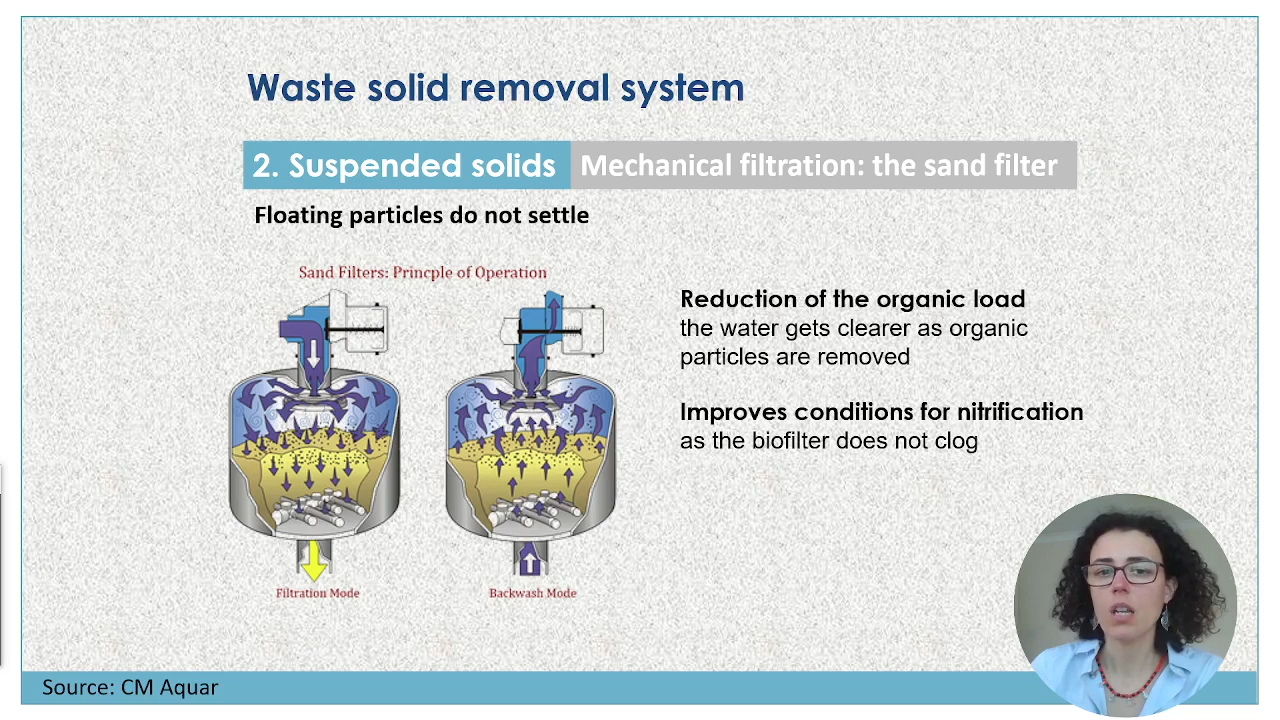 Waste solid removal system
2. Suspended solids
Mechanical filtration: the sand filter
Floating particles do not settle
Sand Filters: Princple of Operation
Filtration Mode
Backwash Mode
Reduction of the organic load
the water gets clearer as organic
particles are removed
Improves conditions for nitrification
as the biofilter does not clog
Source: CM Aquar